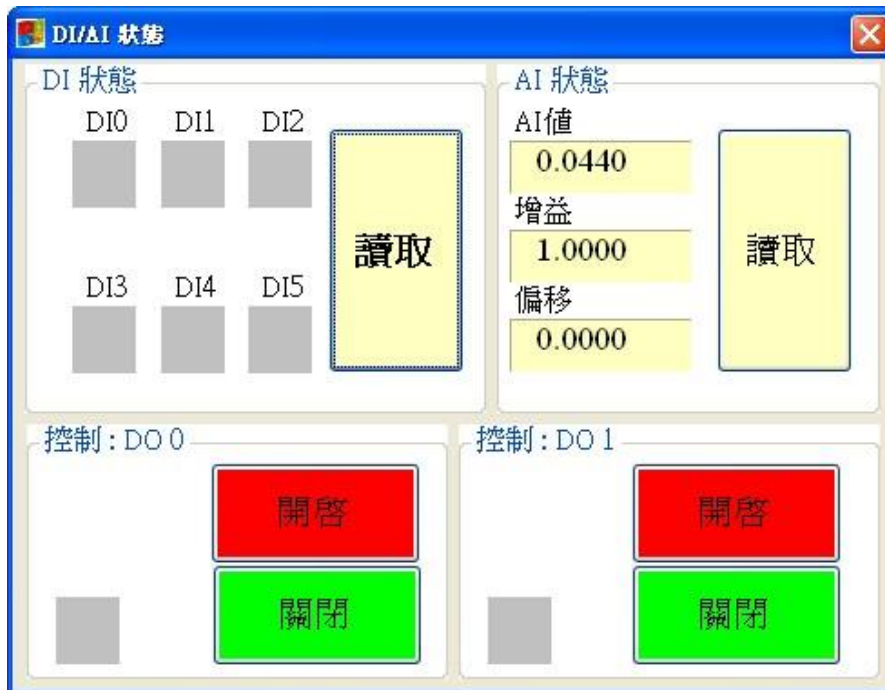 DI/AI 狀態
DI 狀態
DI0 DI1 DI2
讀取
DI3 DI4 DI5
AI 狀態
AI值
0.0440
增益
1.0000
偏移
0.0000
讀取
控制 : DO 0
開啓
關閉
控制 : DO 1
開啓
關閉